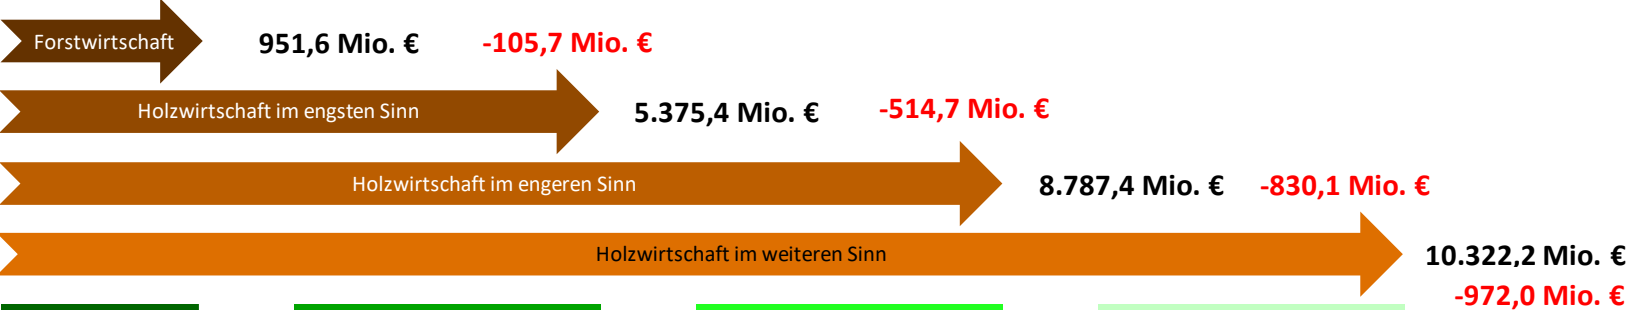 Forstwirtschaft 951,6 Mio. € -105,7 Mio. €
Holzwirtschaft im engsten Sinn 5.375,4 Mio. € -514,7 Mio. €
Holzwirtschaft im engeren Sinn 8.787,4 Mio. € -830,1 Mio. €
Holzwirtschaft im weiteren Sinn 10.322,2 Mio. €
-972,0 Mio. €